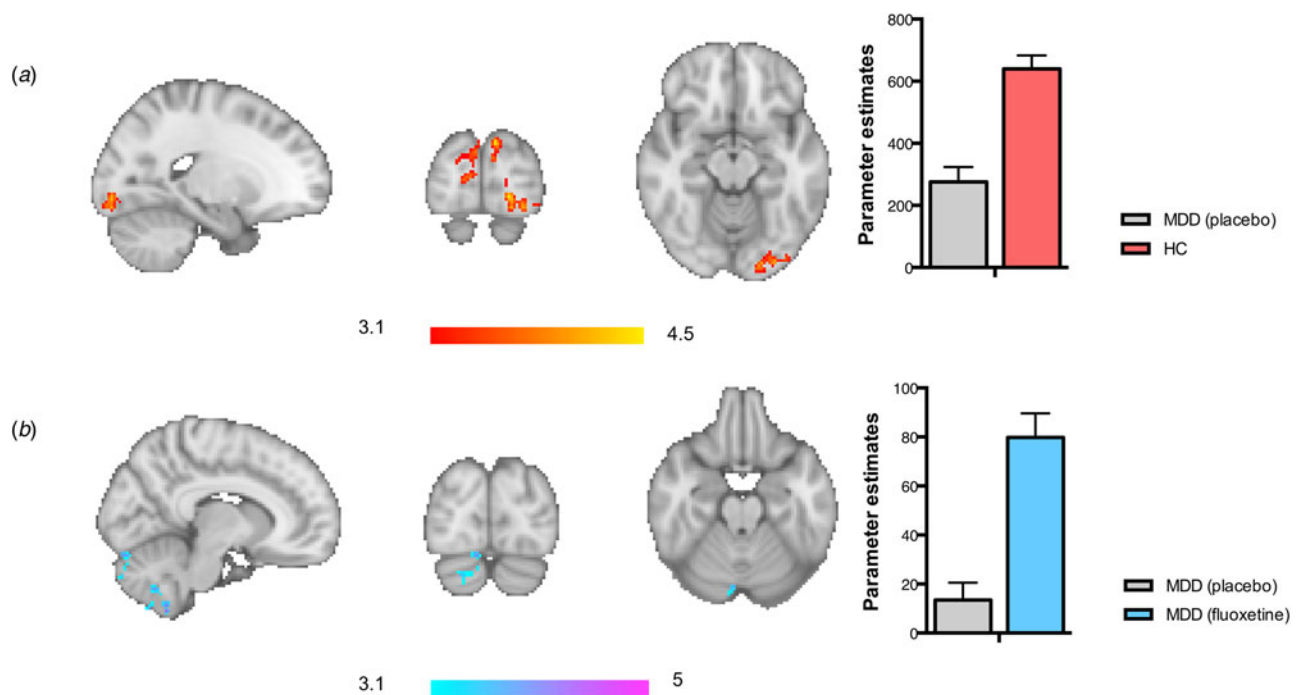 (a)
Parameter estimates
800
600
400
200
0
MDD (placebo)
HC
3.1
4.5
(b)
Parameter estimates
100
80
60
40
20
0
MDD (placebo)
MDD (fluoxetine)
3.1
5